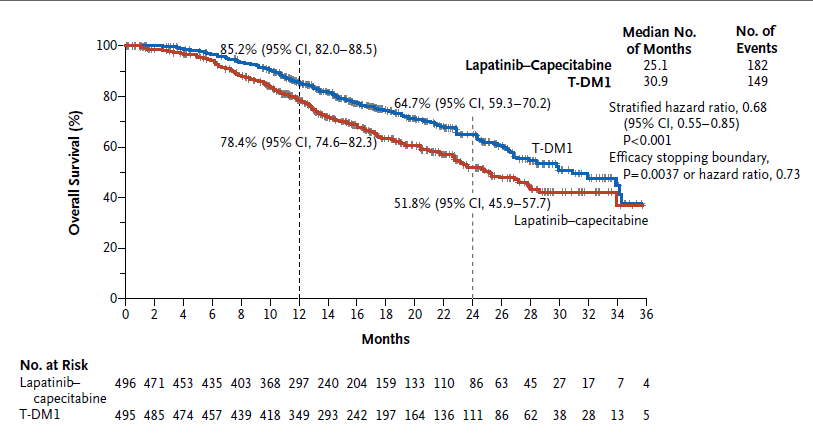 Median No. of Months
No. of Events
Lapatinib–Capecitabine 25.1 182
T-DM1 30.9 149
Stratified hazard ratio, 0.68
(95% CI, 0.55–0.85)
P<0.001
Efficacy stopping boundary,
P=0.0037 or hazard ratio, 0.73
85.2% (95% CI, 82.0–88.5)
64.7% (95% CI, 59.3–70.2)
78.4% (95% CI, 74.6–82.3)
T-DM1
51.8% (95% CI, 45.9–57.7)
Lapatinib–capecitabine
Overall Survival (%)
100
80
60
40
20
0
0 2 4 6 8 10 12 14 16 18 20 22 24 26 28 30 32 34 36
Months
No. at Risk
Lapatinib–
capecitabine
496 471 453 435 403 368 297 240 204 159 133 110 86 63 45 27 17 7 4
T-DM1 495 485 474 457 439 418 349 293 242 197 164 136 111 86 62 38 28 13 5